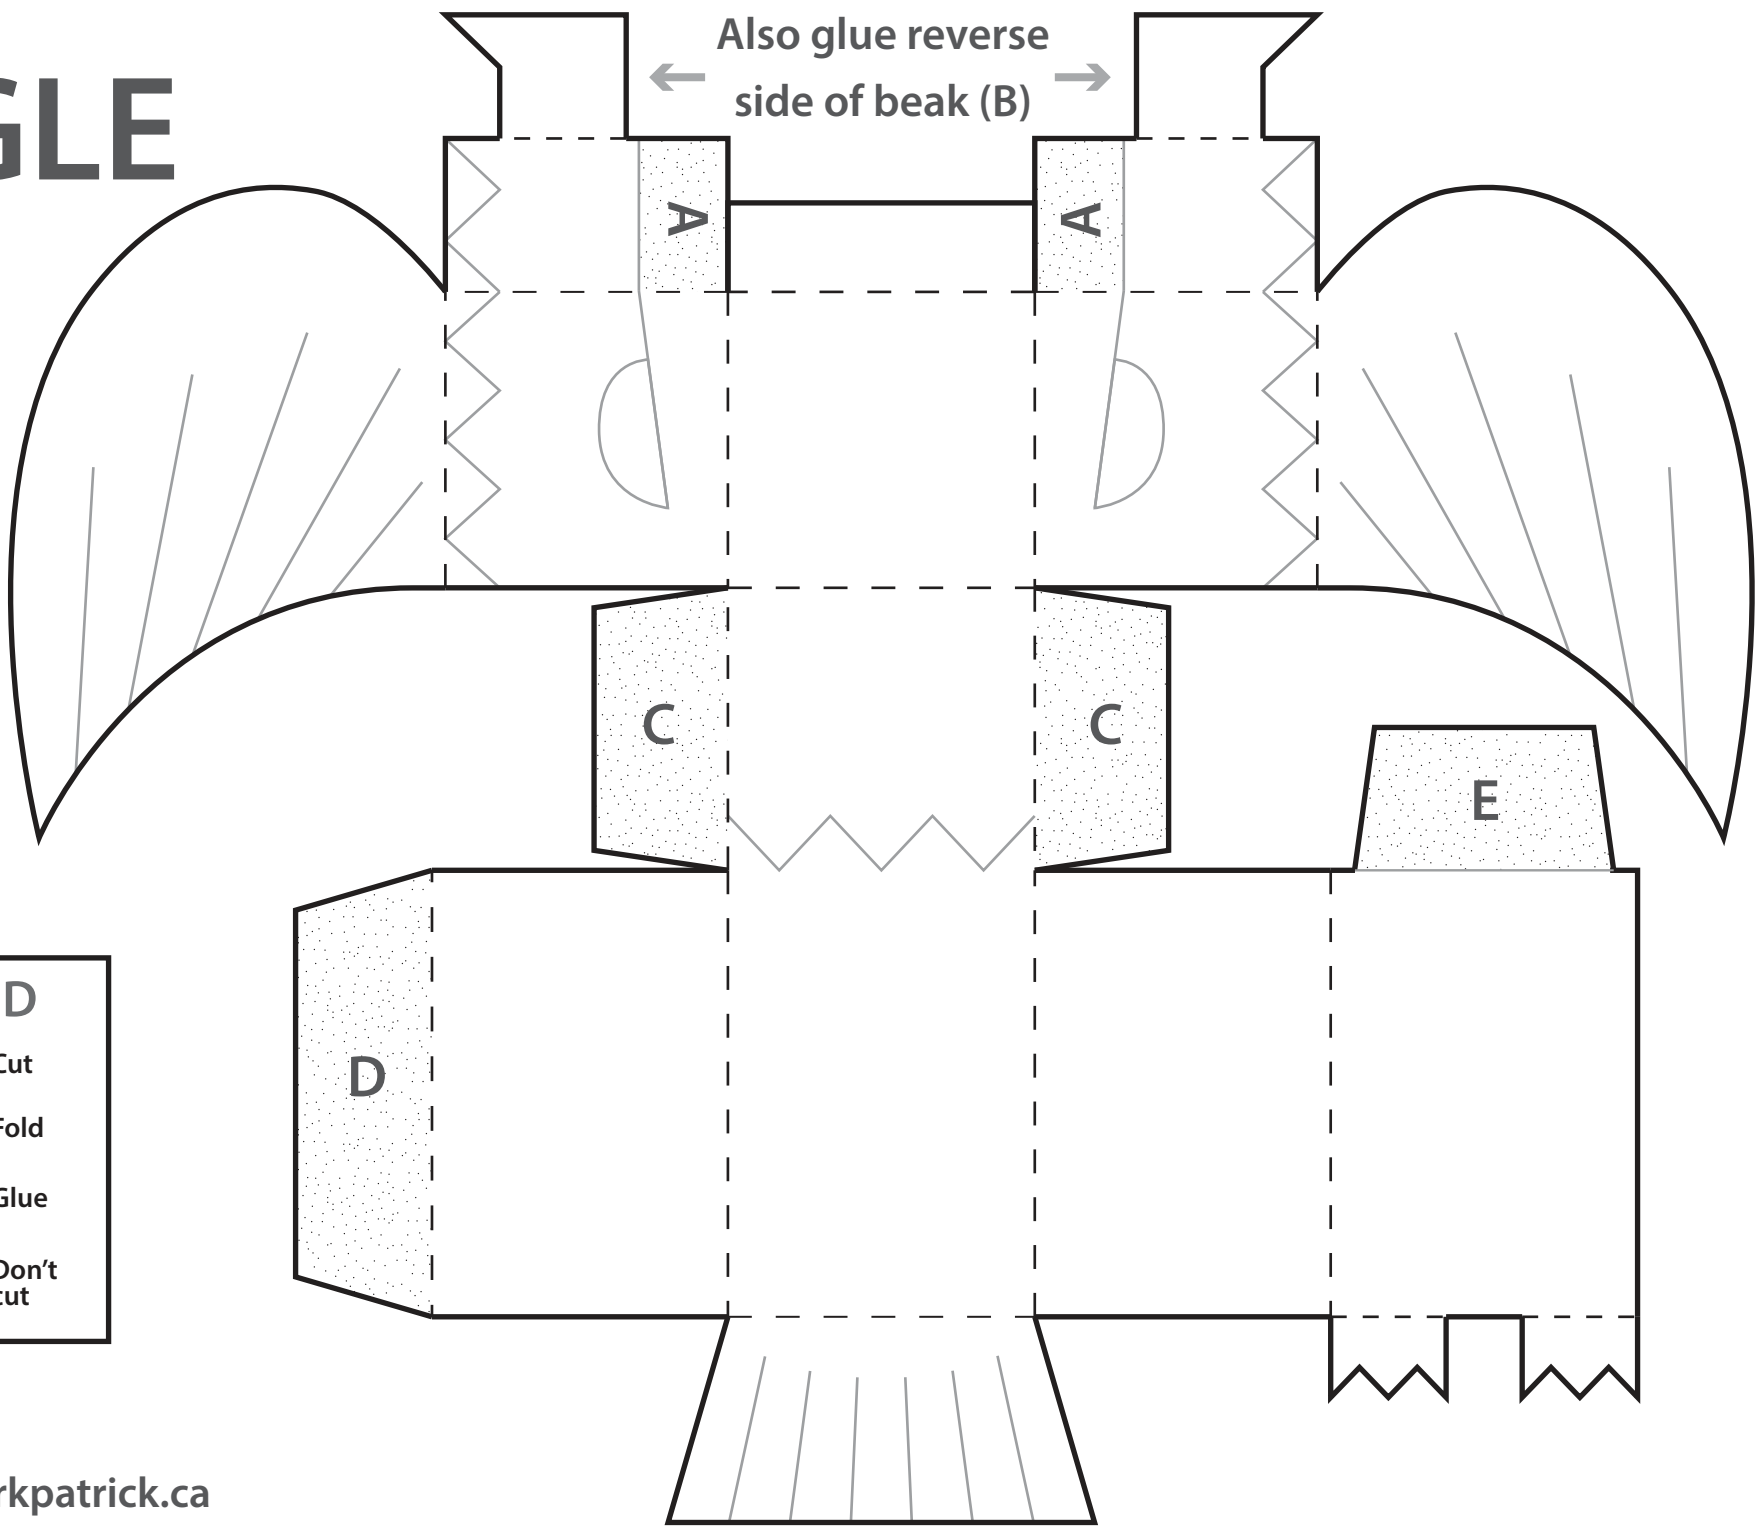 Also glue reverse
side of beak (B)
GLE
A
A
C
C
E
D
D
Cut
Fold
Glue
Don't
cut
rkpatrick.ca